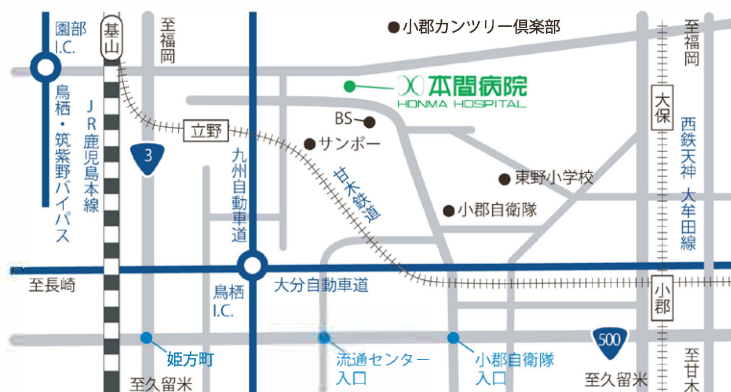 園部
I.C.
基山
至福岡
小郡カンツリー倶楽部
至福岡
本間病院
HONMA HOSPITAL
鳥栖・筑紫野バイパス
JR鹿児島本線
3
立野
九州自動車道
BS
サンポー
甘木鉄道
東野小学校
小郡自衛隊
大保
西鉄天神 大牟田線
至長崎
鳥栖
I.C.
大分自動車道
小郡
姫方町
流通センター
入口
小郡自衛隊
入口
500
至久留米
至久留米
至甘木